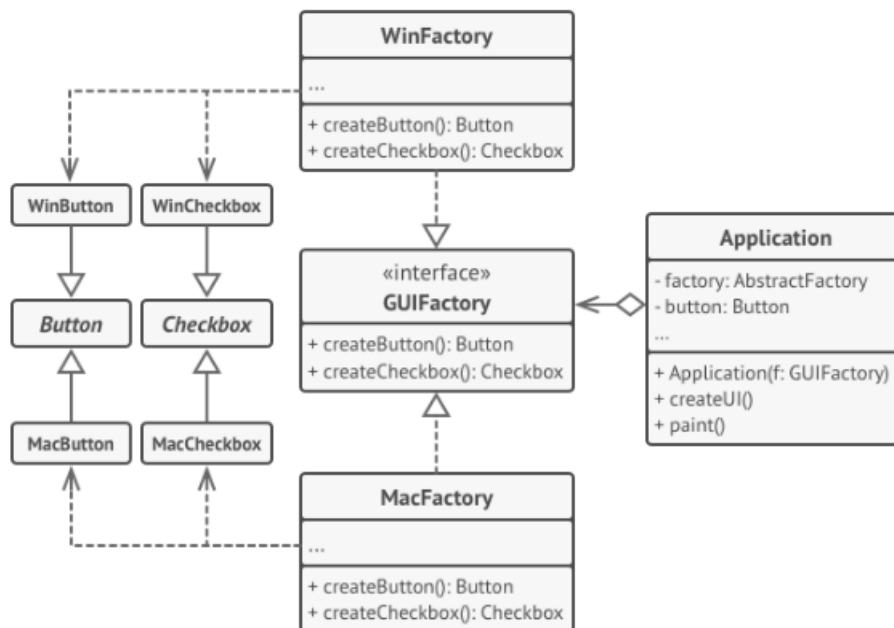 WinFactory
...
+ createButton(): Button
+ createCheckbox(): Checkbox
WinButton
WinCheckbox
Button
Checkbox
MacButton
MacCheckbox
«interface»
GUIFactory
+ createButton(): Button
+ createCheckbox(): Checkbox
Application
- factory: AbstractFactory
- button: Button
...
+ Application(f: GUIFactory)
+ createUI()
+ paint()
MacFactory
...
+ createButton(): Button
+ createCheckbox(): Checkbox